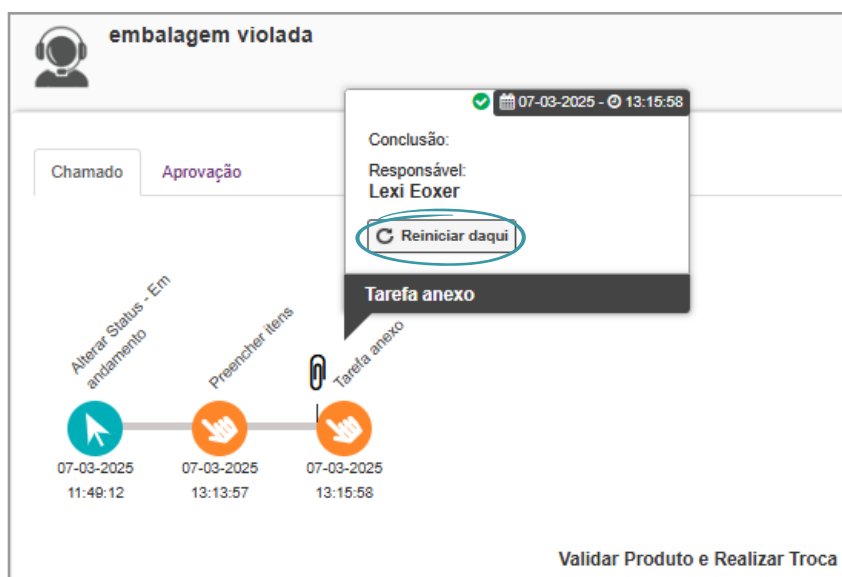 embalagem violada
07-03-2025 - 13:15:58
Conclusão:
Responsável:
Lexi Eoxer
Reiniciar daqui
Tarefa anexo
Chamado
Aprovação
Alterar Status - Em
andamento
Preencher itens
Tarefa anexo
07-03-2025
11:49:12
07-03-2025
13:13:57
07-03-2025
13:15:58
Validar Produto e Realizar Troca